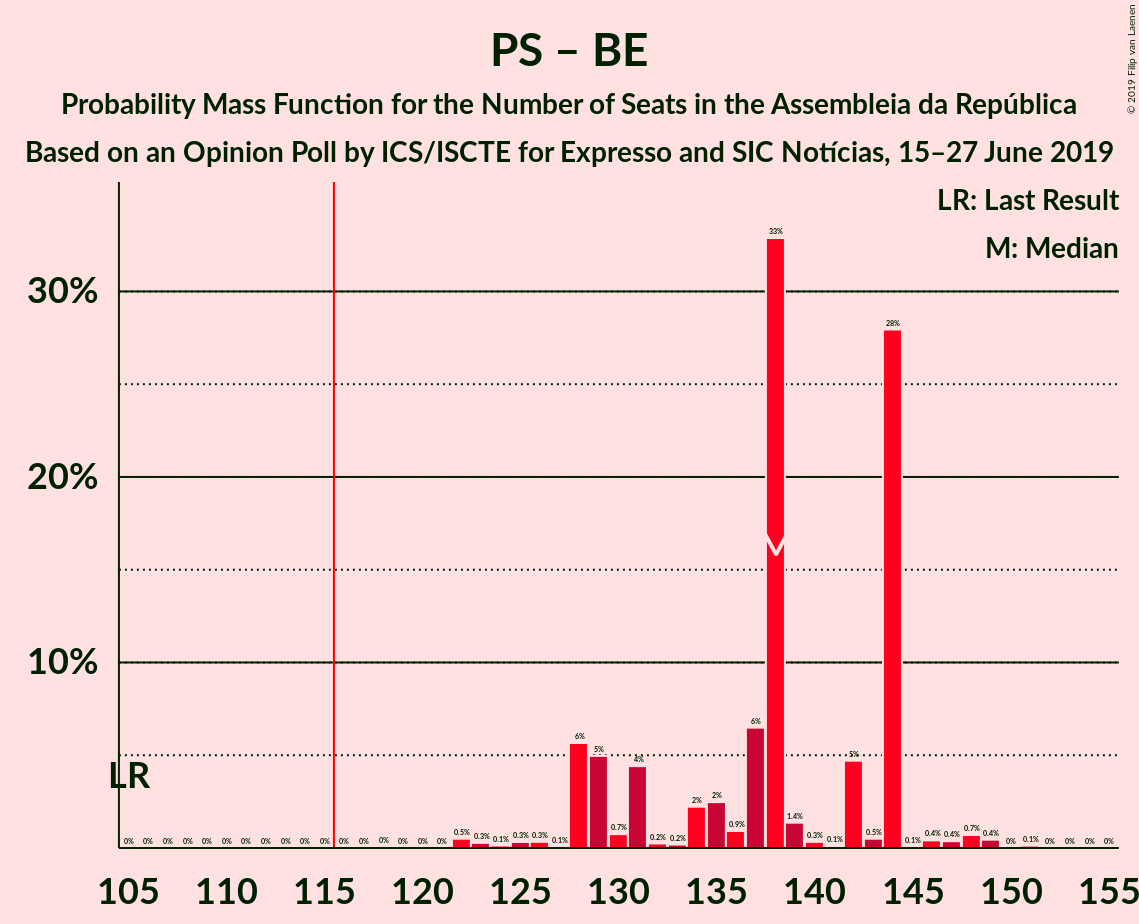 PS – BE
Probability Mass Function for the Number of Seats in the Assembleia da República
Based on an Opinion Poll by ICS/ISCTE for Expresso and SIC Notícias, 15–27 June 2019
© 2019 Filip van Laenen
LR: Last Result
M: Median
33%
30%
28%
20%
10%
6% 5% 4% 6% 5%
LR
0% 0% 0% 0% 0% 0% 0% 0% 0% 0% 0% 0% 0% 0% 0% 0% 0% 0.5% 0.3% 0.1% 0.3% 0.3% 0.1% 0.7% 0.2% 0.2% 2% 2% 0.9% 1.4% 0.3% 0.1% 0.5% 0.1% 0.4% 0.4% 0.7% 0.4% 0% 0.1% 0% 0% 0% 0%
105 110 115 120 125 130 135 140 145 150 155